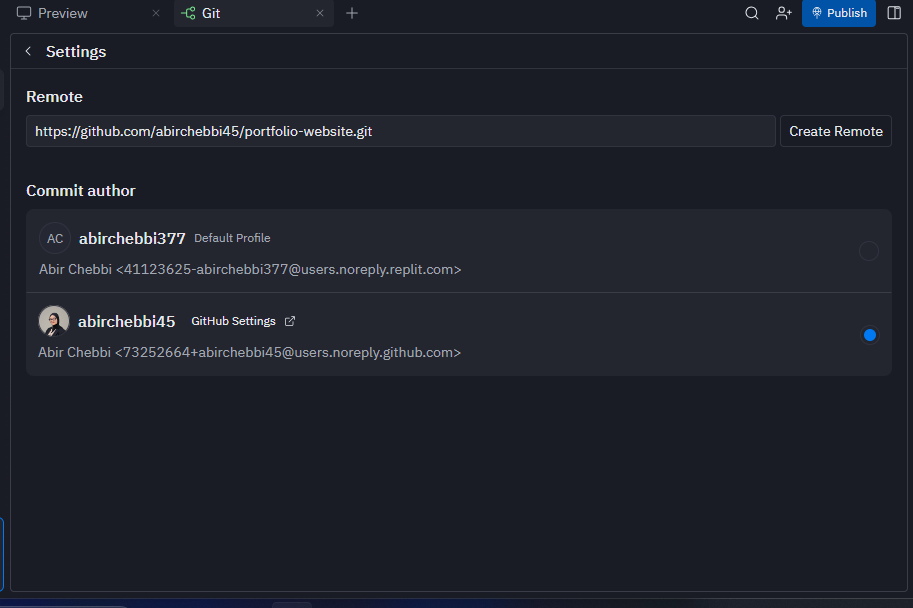 Preview
Git
Publish
Settings
Remote
https://github.com/abirchebbi45/portfolio-website.git
Create Remote
Commit author
AC
abirchebbi377 Default Profile
Abir Chebbi <41123625-abirchebbi377@users.noreply.replit.com>
abirchebbi45 GitHub Settings
Abir Chebbi <73252664+abirchebbi45@users.noreply.github.com>